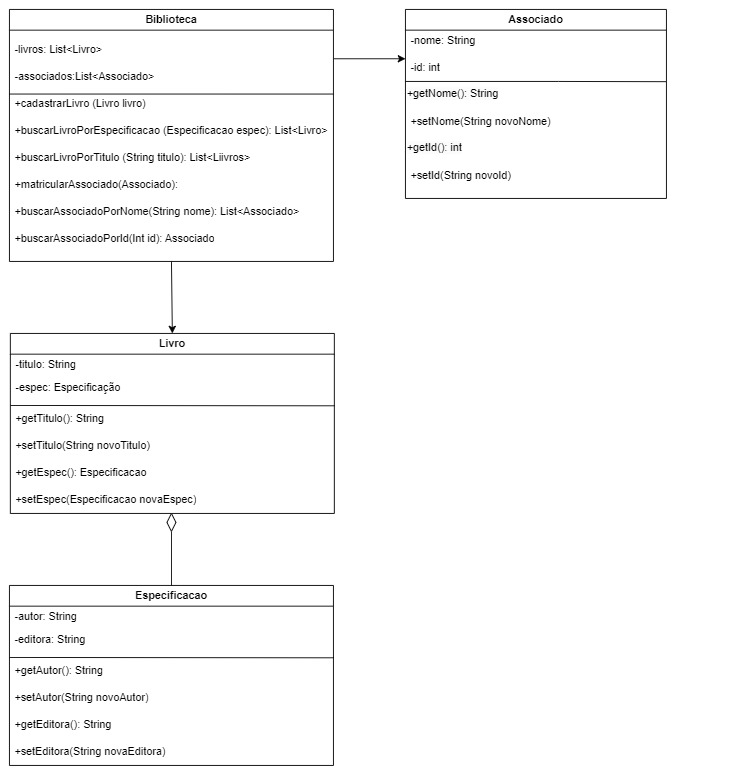 Biblioteca
-livros: List<Livro>
-associados:List<Associado>
+cadastrarLivro (Livro livro)
+buscarLivroPorEspecificacao (Especificacao espec): List<Livro>
+buscarLivroPorTitulo (String titulo): List<Liivros>
+matricularAssociado(Associado):
+buscarAssociadoPorNome(String nome): List<Associado>
+buscarAssociadoPorId(Int id): Associado
Associado
-nome: String
-id: int
+getNome(): String
+setNome(String novoNome)
+getId(): int
+setId(String novoId)
Livro
-titulo: String
-espec: Especificação
+getTitulo(): String
+setTitulo(String novoTitulo)
+getEspec(): Especificacao
+setEspec(Especificacao novaEspec)
Especificacao
-autor: String
-editora: String
+getAutor(): String
+setAutor(String novoAutor)
+getEditora(): String
+setEditora(String novaEditora)